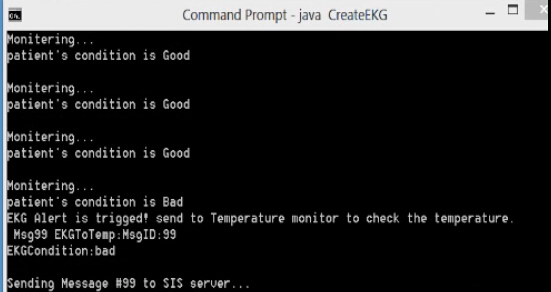 Command Prompt - java CreateEKG
Monitering...
patient's condition is Good
Monitering...
patient's condition is Good
Monitering...
patient's condition is Good
Monitering...
patient's condition is Bad
EKG Alert is trigged! send to Temperature monitor to check the temperature.
Msg99 EKGToTemp:MsgID:99
EKGCondition:bad
Sending Message #99 to SIS server...